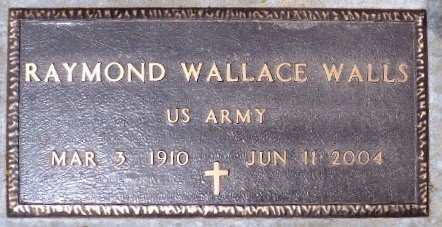 RAYMOND WALLACE WALLS
US ARMY
MAR 3 1910 JUN 11 2004